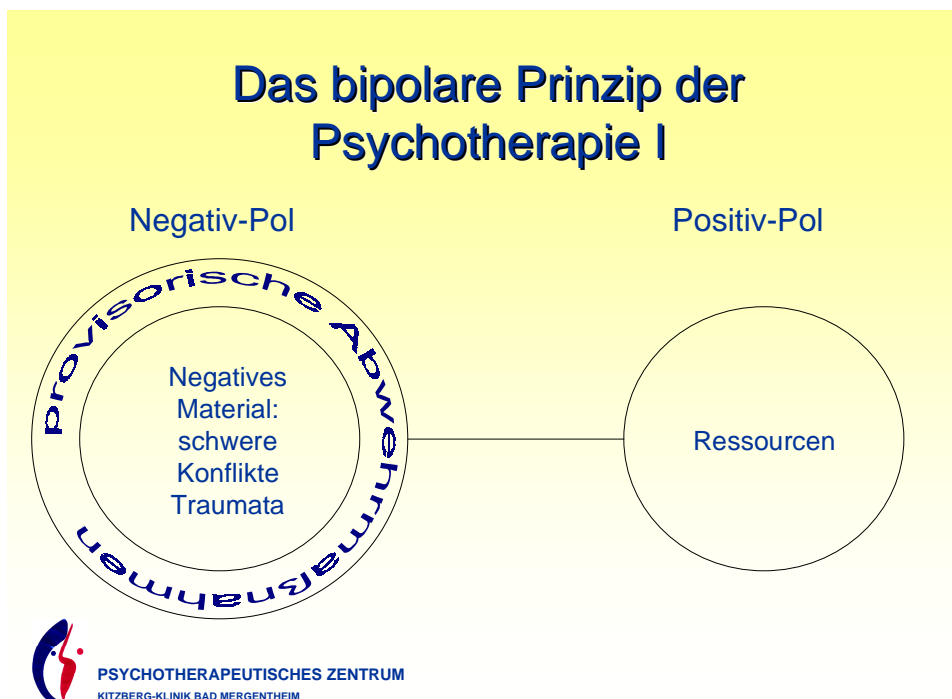 Das bipolare Prinzip der
Psychotherapie I
Negativ-Pol
Positiv-Pol
provisorische Abwehrmaßnahmen
Negatives
Material:
schwere
Konflikte
Traumata
Ressourcen
PSYCHOTHERAPEUTISCHES ZENTRUM
KITZBERG-KLINIK BAD MERGENTHEIM